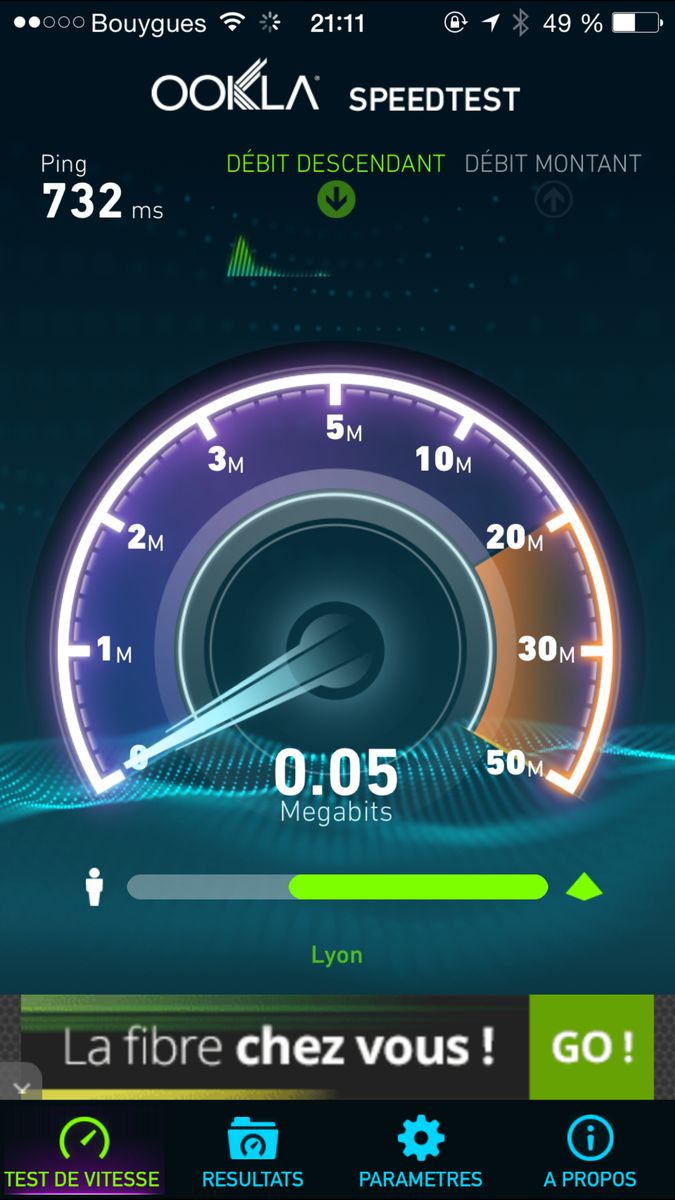 Bouygues 21:11 49 %
OOKLA SPEEDTEST
Ping DÉBIT DESCENDANT DÉBIT MONTANT
732 ms
5M
3M 10M
2M 20M
1M 30M
0 50M
0.05
Megabits
Lyon
La fibre chez vous ! GO !
TEST DE VITESSE RESULTATS PARAMETRES A PROPOS